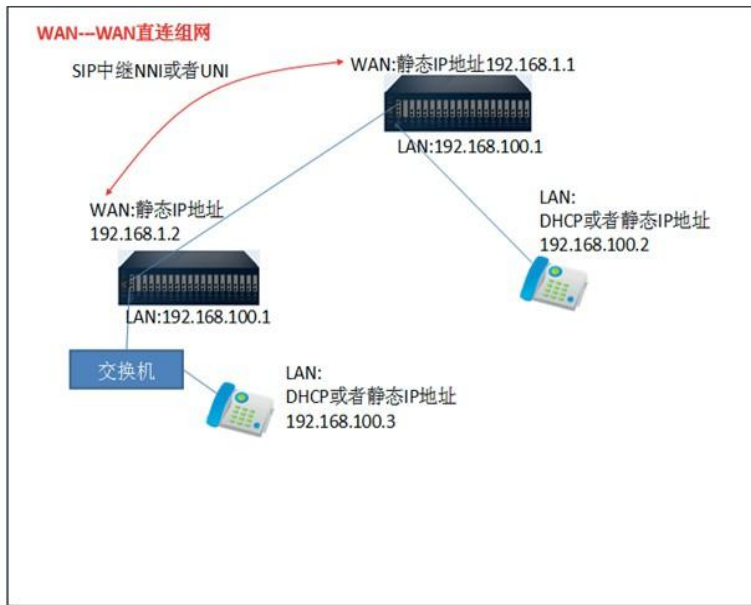 WAN---WAN直连组网
SIP中继NNI或者UNI
WAN:静态IP地址192.168.1.1
LAN:192.168.100.1
WAN:静态IP地址
192.168.1.2
LAN:
DHCP或者静态IP地址
192.168.100.2
LAN:192.168.100.1
交换机
LAN:
DHCP或者静态IP地址
192.168.100.3